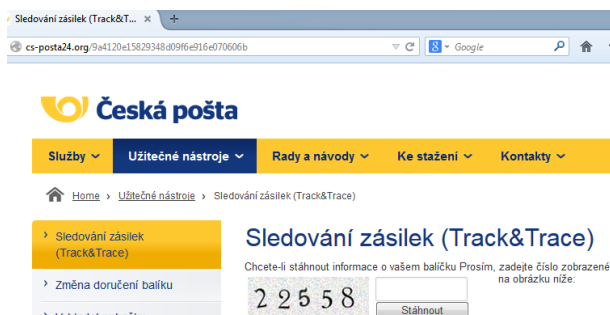 Sledování zásilek (Track&T...
cs-posta24.org/9a4120e15829348d09f6e916e070606b
Google
Česká pošta
Služby
Užitečné nástroje
Rady a návody
Ke stažení
Kontakty
Home › Užitečné nástroje › Sledování zásilek (Track&Trace)
Sledování zásilek
(Track&Trace)
Změna doručení balíku
Sledování zásilek (Track&Trace)
Chcete-li stáhnout informace o vašem balíčku Prosím, zadejte číslo zobrazené
na obrázku níže:
22558
Stáhnout